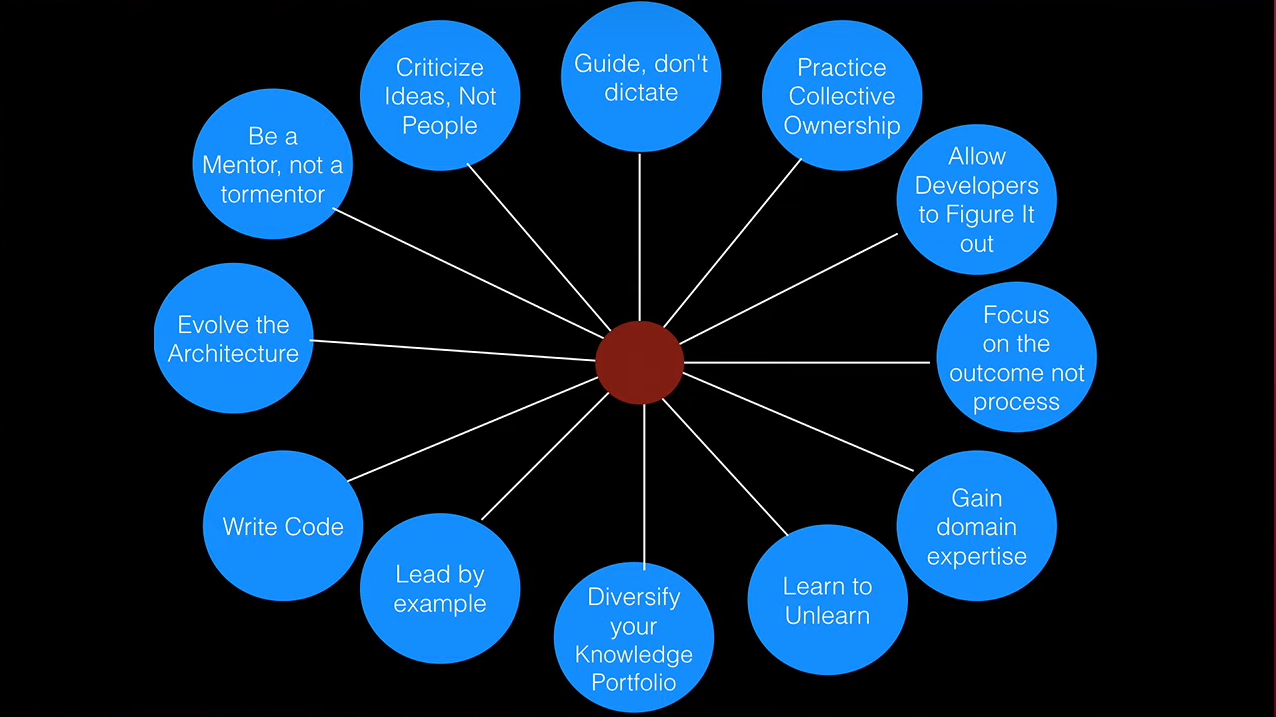 Guide, don't
dictate
Practice
Collective
Ownership
Allow
Developers
to Figure It
out
Focus
on the
outcome not
process
Gain
domain
expertise
Learn to
Unlearn
Diversify
your
Knowledge
Portfolio
Lead by
example
Write Code
Evolve the
Architecture
Be a
Mentor, not a
tormentor
Criticize
Ideas, Not
People